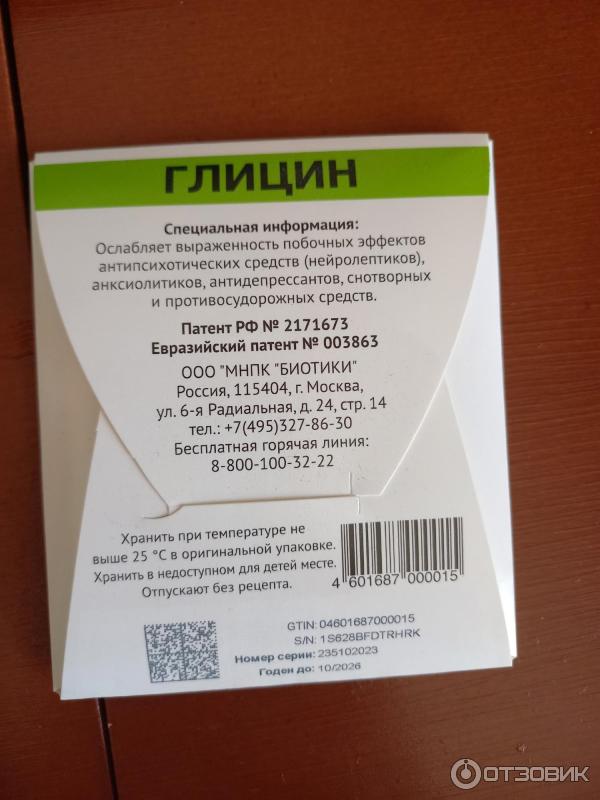 ГЛИЦИН
Специальная информация:
Ослабляет выраженность побочных эффектов
антипсихотических средств (нейролептиков),
анксиолитиков, антидепрессантов, снотворных
и противосудорожных средств.
Патент РФ № 2171673
Евразийский патент № 003863
ООО "МНПК "БИОТИКИ"
Россия, 115404, г. Москва,
ул. 6-я Радиальная, д. 24, стр. 14
тел.: +7(495)327-86-30
Бесплатная горячая линия:
8-800-100-32-22
Хранить при температуре не
выше 25 °С в оригинальной упаковке.
Хранить в недоступном для детей месте.
Отпускают без рецепта.
4 601687 000015
GTIN: 04601687000015
S/N: 1S628BFDTRHRK
Номер серии: 235102023
Годен до: 10/2026
ОТЗОВИК